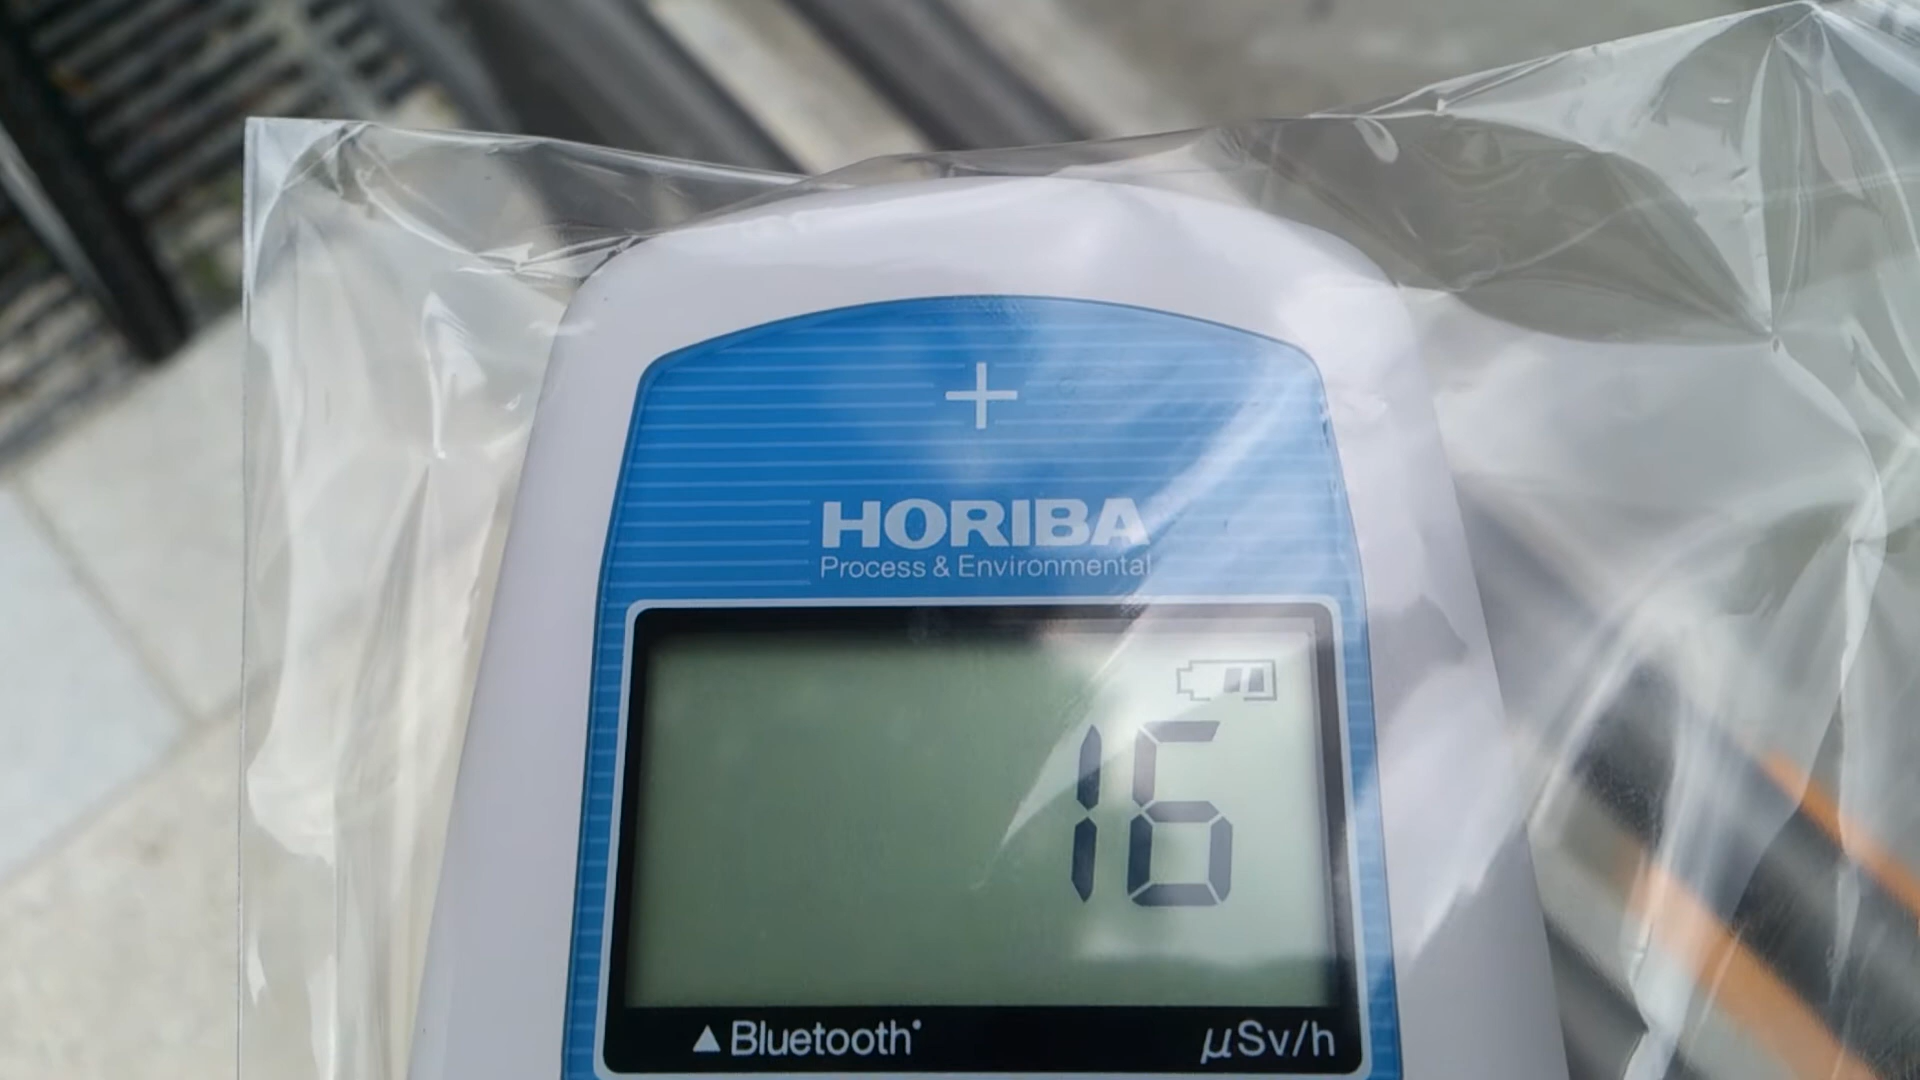 +
HORIBA
Process & Environmental
16
▲Bluetooth®
μSv/h